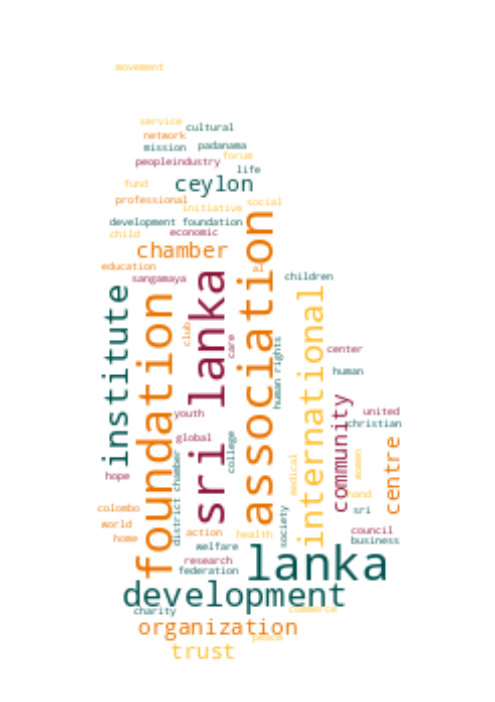 movement
service
cultural
network
mission
padanama
peopleindustry
forum
life
fund
ceylon
professional
initiative
social
development foundation
child
economic
chamber
education
al
sangamaya
children
institute
foundation
sri lanka
association
international
club
care
human rights
center
human
community
united
christian
centre
youth
global
college
district chamber
hope
medical
women
hand
colombo
sri
society
world
home
action
health
council
business
welfare
research
federation
lanka
development
charity
commerce
organization
peace
trust